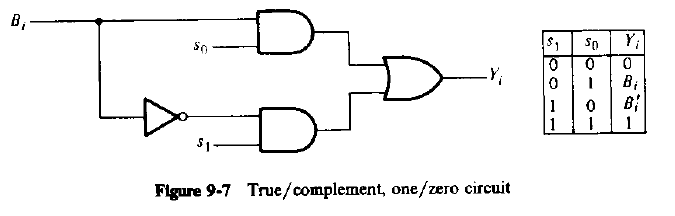 B_i
s_0
Y_i
s_1
s_1 s_0 Y_i
0 0 0
0 1 B_i
1 0 B_i'
1 1 1
Figure 9-7 True/complement, one/zero circuit